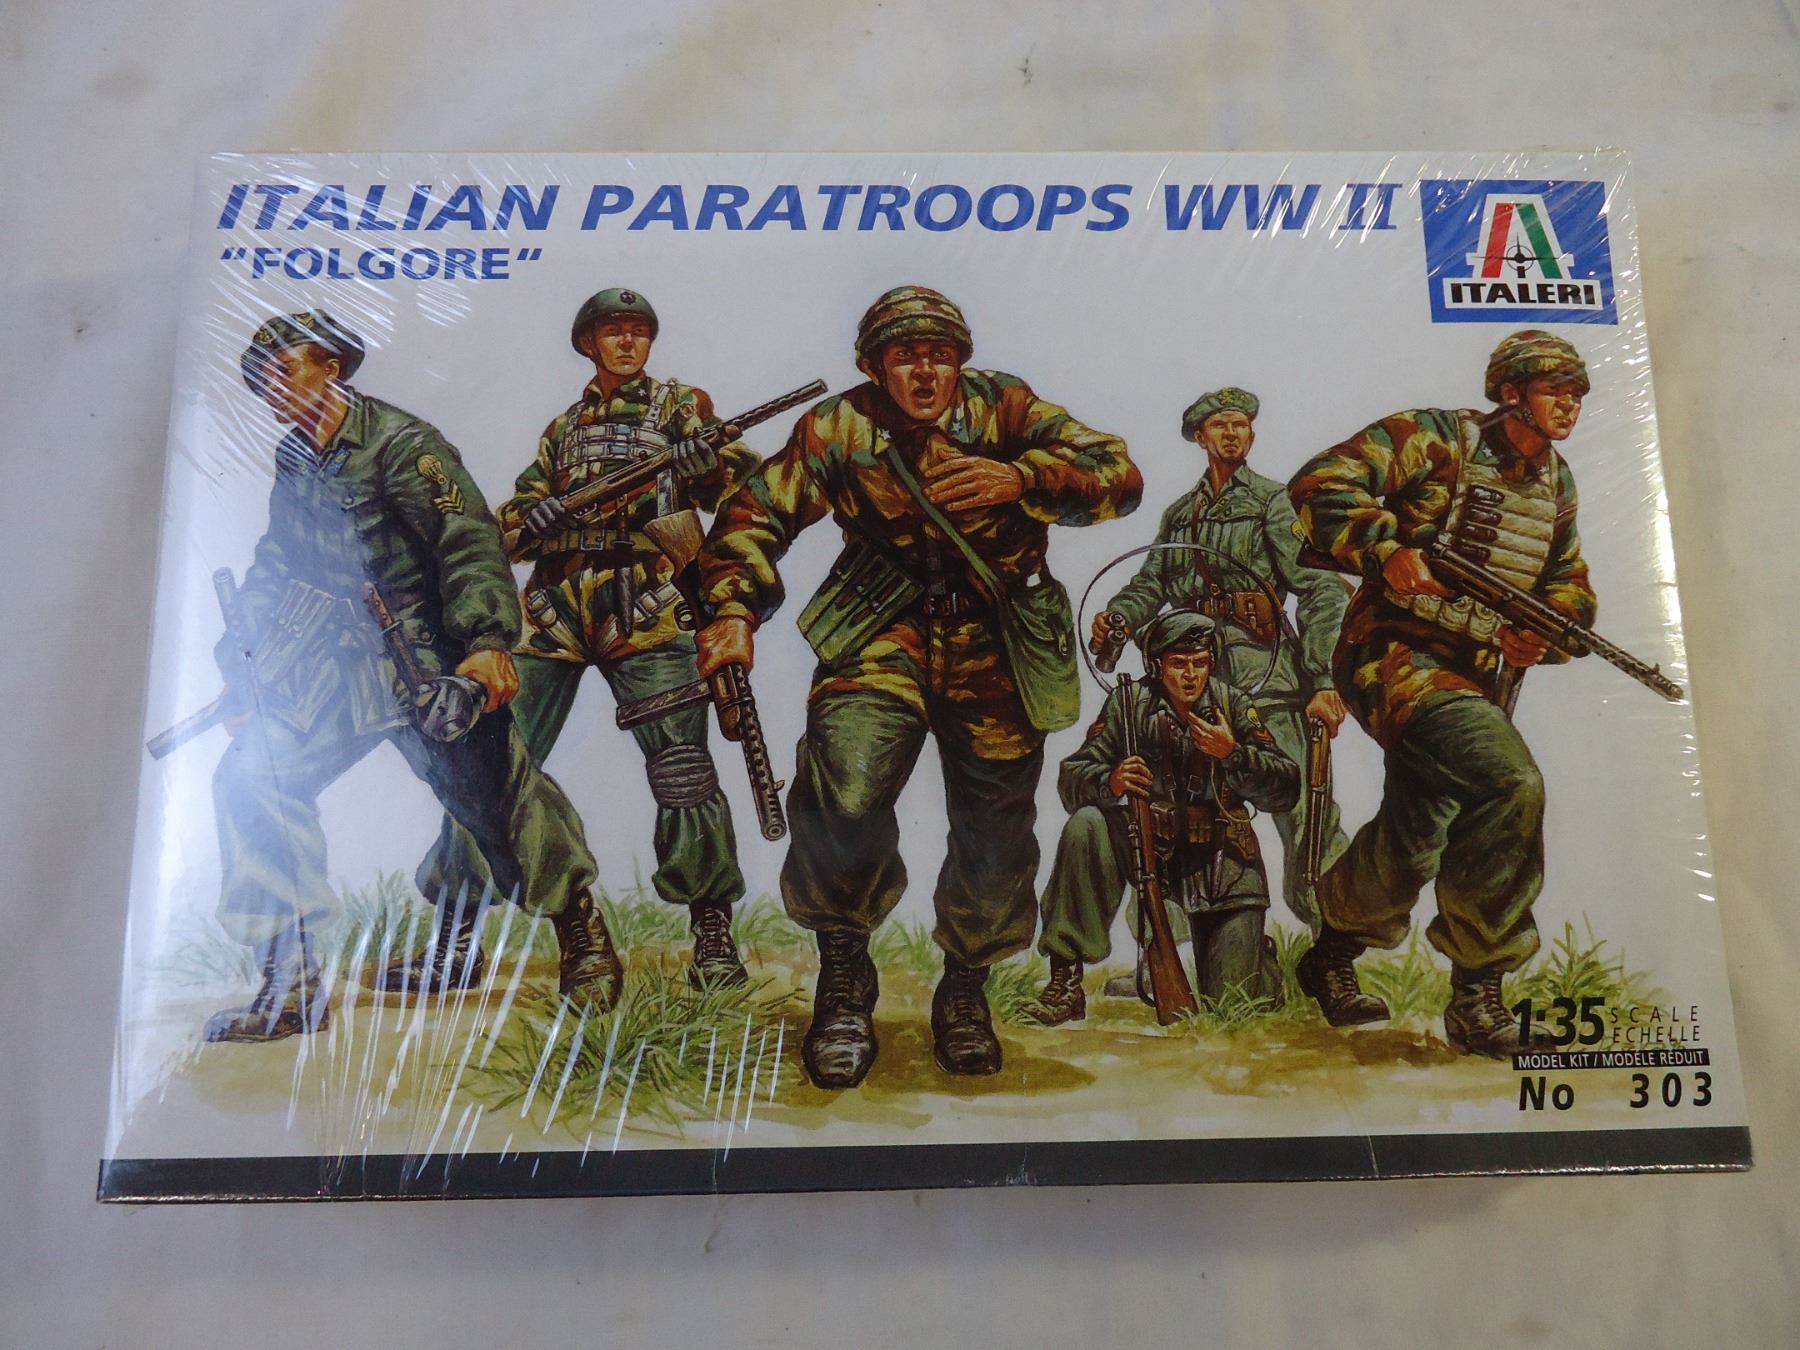 ITALIAN PARATROOPS WW II
"FOLGORE"
ITALERI
1:35 SCALE
ECHELLE
MODEL KIT / MODÈLE RÉDUIT
No 303